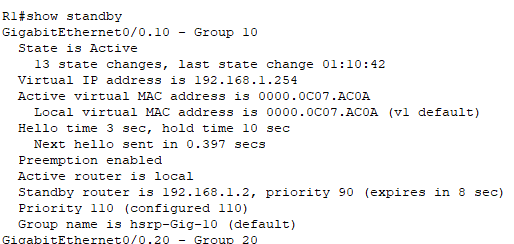 R1#show standby
GigabitEthernet0/0.10 - Group 10
State is Active
13 state changes, last state change 01:10:42
Virtual IP address is 192.168.1.254
Active virtual MAC address is 0000.0C07.AC0A
Local virtual MAC address is 0000.0C07.AC0A (v1 default)
Hello time 3 sec, hold time 10 sec
Next hello sent in 0.397 secs
Preemption enabled
Active router is local
Standby router is 192.168.1.2, priority 90 (expires in 8 sec)
Priority 110 (configured 110)
Group name is hsrp-Gig-10 (default)
GigabitEthernet0/0.20 - Group 20